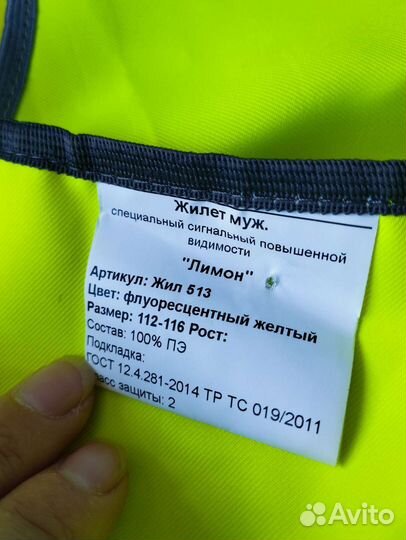 Жилет муж.
специальный сигнальный повышенной
видимости
"Лимон"
Артикул: Жил 513
Цвет: флуоресцентный желтый
Размер: 112-116 Рост:
Состав: 100% ПЭ
Подкладка:
ГОСТ 12.4.281-2014 ТР ТС 019/2011
класс защиты: 2
Avito